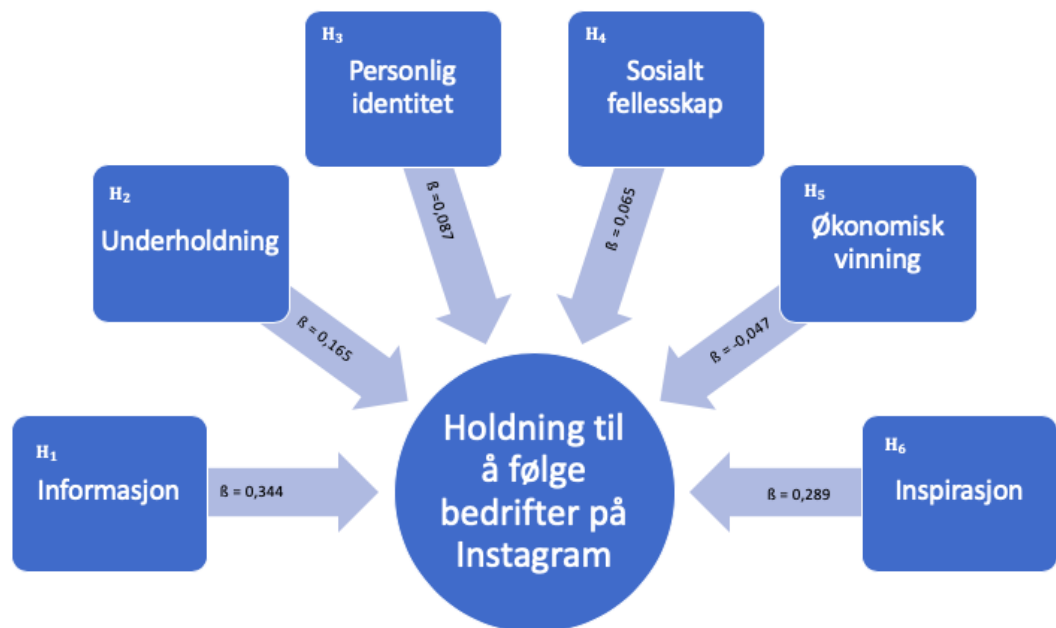 H₃
Personlig
identitet
H₄
Sosialt
fellesskap
H₂
Underholdning
H₅
Økonomisk
vinning
ß =0,087
ß = 0,065
ß = 0,165
ß = -0,047
H₁
Informasjon
ß = 0,344
Holdning til
å følge
bedrifter på
Instagram
ß = 0,289
H₆
Inspirasjon